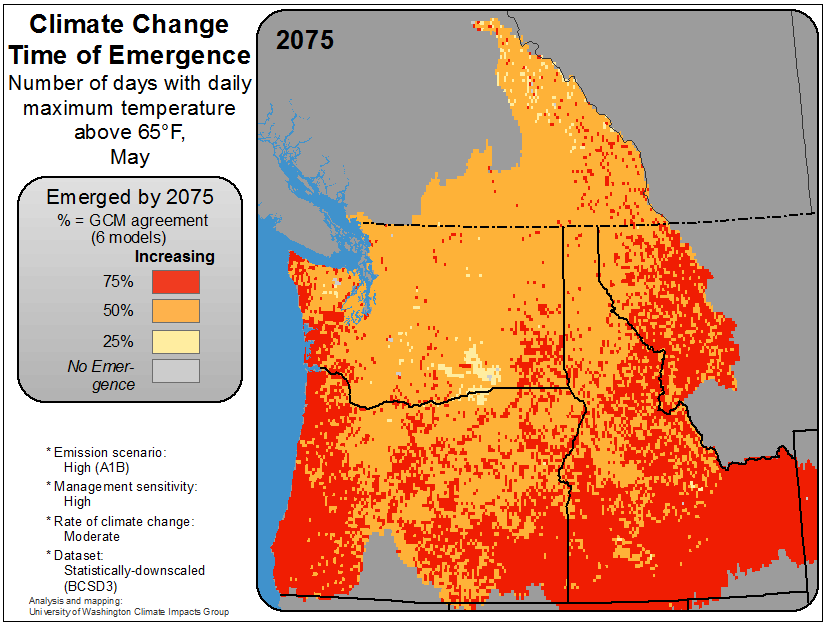 Climate Change
Time of Emergence
Number of days with daily
maximum temperature
above 65°F,
May
2075
Emerged by 2075
% = GCM agreement
(6 models)
Increasing
75%
50%
25%
No Emer-
gence
* Emission scenario:
High (A1B)
* Management sensitivity:
High
* Rate of climate change:
Moderate
* Dataset:
Statistically-downscaled
(BCSD3)
Analysis and mapping:
University of Washington Climate Impacts Group